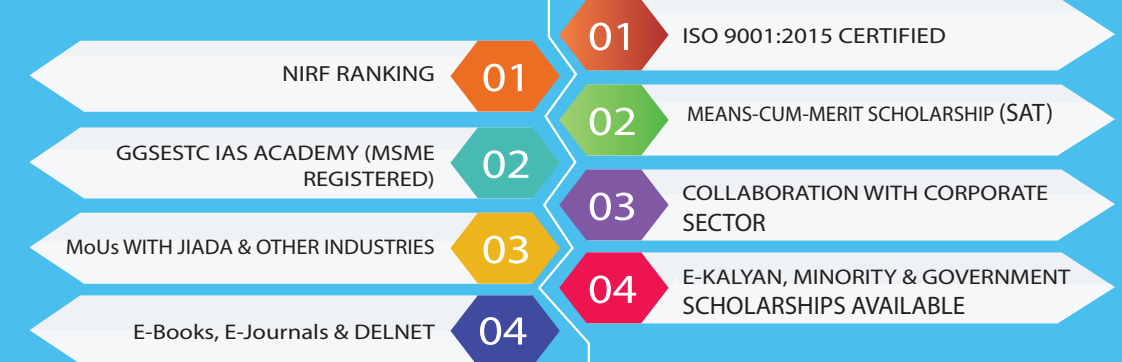 NIRF RANKING 01
GGSESTC IAS ACADEMY (MSME
REGISTERED) 02
MoUs WITH JIADA & OTHER INDUSTRIES 03
E-Books, E-Journals & DELNET 04
01 ISO 9001:2015 CERTIFIED
02 MEANS-CUM-MERIT SCHOLARSHIP (SAT)
03 COLLABORATION WITH CORPORATE
SECTOR
04 E-KALYAN, MINORITY & GOVERNMENT
SCHOLARSHIPS AVAILABLE